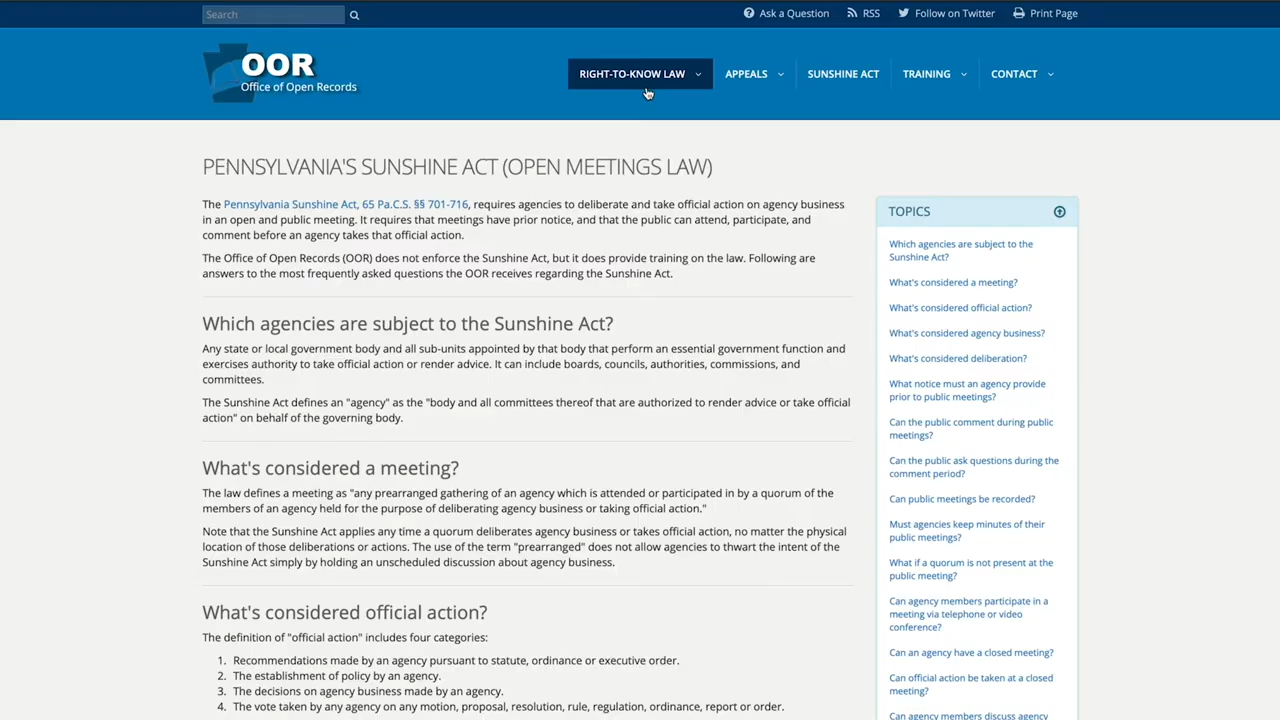 Search
Ask a Question
RSS
Follow on Twitter
Print Page
OOR
Office of Open Records
RIGHT-TO-KNOW LAW
APPEALS
SUNSHINE ACT
TRAINING
CONTACT
PENNSYLVANIA'S SUNSHINE ACT (OPEN MEETINGS LAW)
The Pennsylvania Sunshine Act, 65 Pa.C.S. §§ 701-716, requires agencies to deliberate and take official action on agency business
in an open and public meeting. It requires that meetings have prior notice, and that the public can attend, participate, and
comment before an agency takes that official action.
The Office of Open Records (OOR) does not enforce the Sunshine Act, but it does provide training on the law. Following are
answers to the most frequently asked questions the OOR receives regarding the Sunshine Act.
Which agencies are subject to the Sunshine Act?
Any state or local government body and all sub-units appointed by that body that perform an essential government function and
exercises authority to take official action or render advice. It can include boards, councils, authorities, commissions, and
committees.
The Sunshine Act defines an "agency" as the "body and all committees thereof that are authorized to render advice or take official
action" on behalf of the governing body.
What's considered a meeting?
The law defines a meeting as "any prearranged gathering of an agency which is attended or participated in by a quorum of the
members of an agency held for the purpose of deliberating agency business or taking official action."
Note that the Sunshine Act applies any time a quorum deliberates agency business or takes official action, no matter the physical
location of those deliberations or actions. The use of the term "prearranged" does not allow agencies to thwart the intent of the
Sunshine Act simply by holding an unscheduled discussion about agency business.
What's considered official action?
The definition of "official action" includes four categories:
1. Recommendations made by an agency pursuant to statute, ordinance or executive order.
2. The establishment of policy by an agency.
3. The decisions on agency business made by an agency.
4. The vote taken by any agency on any motion, proposal, resolution, rule, regulation, ordinance, report or order.
TOPICS
Which agencies are subject to the
Sunshine Act?
What's considered a meeting?
What's considered official action?
What's considered agency business?
What's considered deliberation?
What notice must an agency provide
prior to public meetings?
Can the public comment during public
meetings?
Can the public ask questions during the
comment period?
Can public meetings be recorded?
Must agencies keep minutes of their
public meetings?
What if a quorum is not present at the
public meeting?
Can agency members participate in a
meeting via telephone or video
conference?
Can an agency have a closed meeting?
Can official action be taken at a closed
meeting?
Can agency members discuss agency